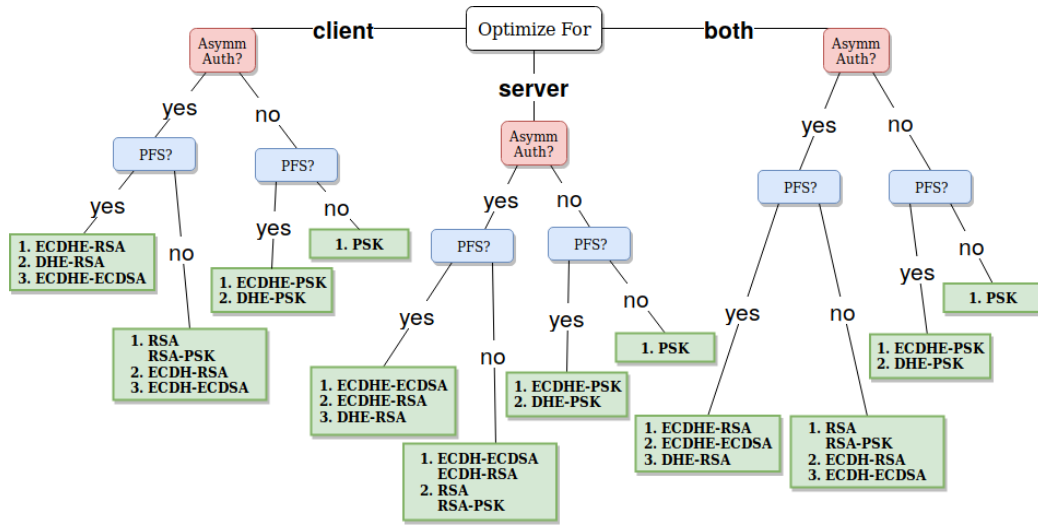 Optimize For
client
server
both
Asymm
Auth?
yes
no
PFS?
yes
no
1. ECDHE-RSA
2. DHE-RSA
3. ECDHE-ECDSA
1. RSA
RSA-PSK
2. ECDH-RSA
3. ECDH-ECDSA
PFS?
yes
no
1. ECDHE-PSK
2. DHE-PSK
1. PSK
Asymm
Auth?
yes
no
PFS?
yes
no
1. ECDHE-ECDSA
2. ECDHE-RSA
3. DHE-RSA
1. ECDH-ECDSA
ECDH-RSA
2. RSA
RSA-PSK
PFS?
yes
no
1. ECDHE-PSK
2. DHE-PSK
1. PSK
Asymm
Auth?
yes
no
PFS?
yes
no
1. ECDHE-RSA
2. ECDHE-ECDSA
3. DHE-RSA
1. RSA
RSA-PSK
2. ECDH-RSA
3. ECDH-ECDSA
PFS?
yes
no
1. ECDHE-PSK
2. DHE-PSK
1. PSK